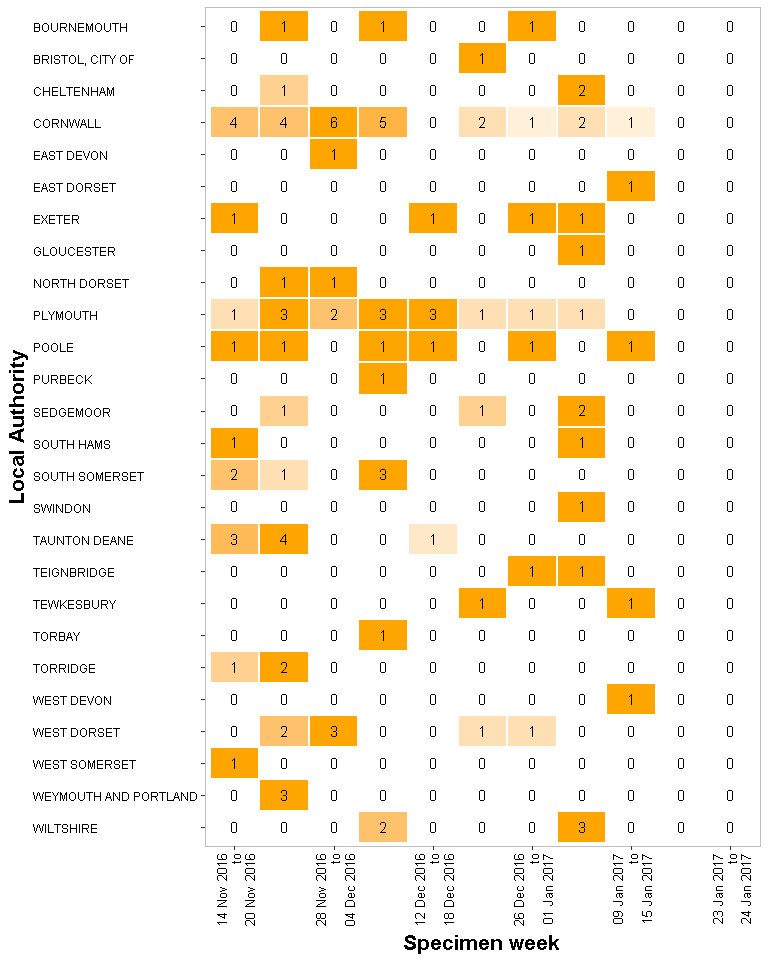 BOURNEMOUTH 0 1 0 1 0 0 1 0 0 0 0
BRISTOL, CITY OF 0 0 0 0 0 1 0 0 0 0 0
CHELTENHAM 0 1 0 0 0 0 0 2 0 0 0
CORNWALL 4 4 6 5 0 2 1 2 1 0 0
EAST DEVON 0 0 1 0 0 0 0 0 0 0 0
EAST DORSET 0 0 0 0 0 0 0 0 1 0 0
EXETER 1 0 0 0 1 0 1 1 0 0 0
GLOUCESTER 0 0 0 0 0 0 0 1 0 0 0
NORTH DORSET 0 1 1 0 0 0 0 0 0 0 0
PLYMOUTH 1 3 2 3 3 1 1 1 0 0 0
POOLE 1 1 0 1 1 0 1 0 1 0 0
PURBECK 0 0 0 1 0 0 0 0 0 0 0
SEDGEMOOR 0 1 0 0 0 1 0 2 0 0 0
SOUTH HAMS 1 0 0 0 0 0 0 1 0 0 0
SOUTH SOMERSET 2 1 0 3 0 0 0 0 0 0 0
SWINDON 0 0 0 0 0 0 0 1 0 0 0
TAUNTON DEANE 3 4 0 0 1 0 0 0 0 0 0
TEIGNBRIDGE 0 0 0 0 0 0 1 1 0 0 0
TEWKESBURY 0 0 0 0 0 1 0 0 1 0 0
TORBAY 0 0 0 1 0 0 0 0 0 0 0
TORRIDGE 1 2 0 0 0 0 0 0 0 0 0
WEST DEVON 0 0 0 0 0 0 0 0 1 0 0
WEST DORSET 0 2 3 0 0 1 1 0 0 0 0
WEST SOMERSET 1 0 0 0 0 0 0 0 0 0 0
WEYMOUTH AND PORTLAND 0 3 0 0 0 0 0 0 0 0 0
WILTSHIRE 0 0 0 2 0 0 0 3 0 0 0
Local Authority
14 Nov 2016
to
20 Nov 2016
28 Nov 2016
to
04 Dec 2016
12 Dec 2016
to
18 Dec 2016
26 Dec 2016
to
01 Jan 2017
09 Jan 2017
to
15 Jan 2017
23 Jan 2017
to
24 Jan 2017
Specimen week